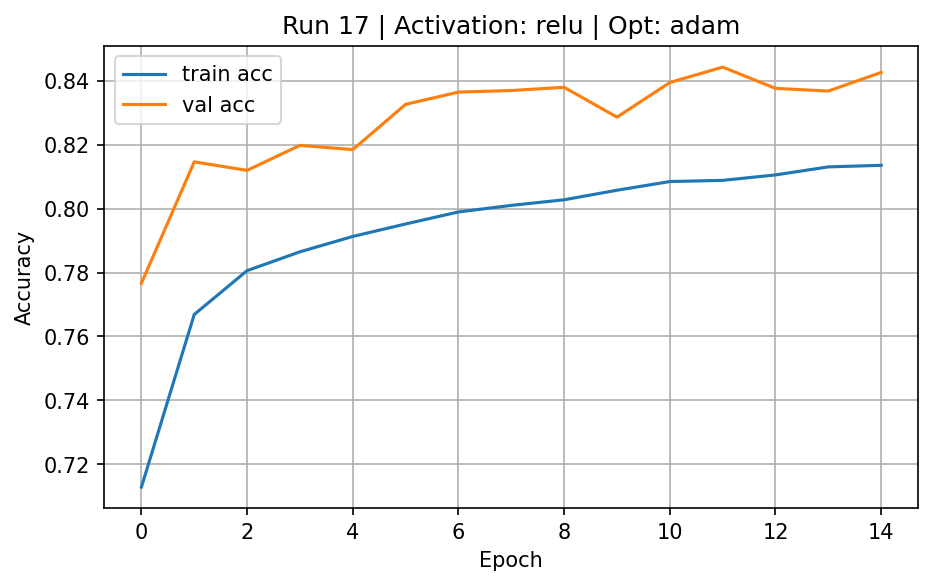 Run 17 | Activation: relu | Opt: adam
train acc
val acc
0.84
0.82
0.80
0.78
0.76
0.74
0.72
Accuracy
0 2 4 6 8 10 12 14
Epoch